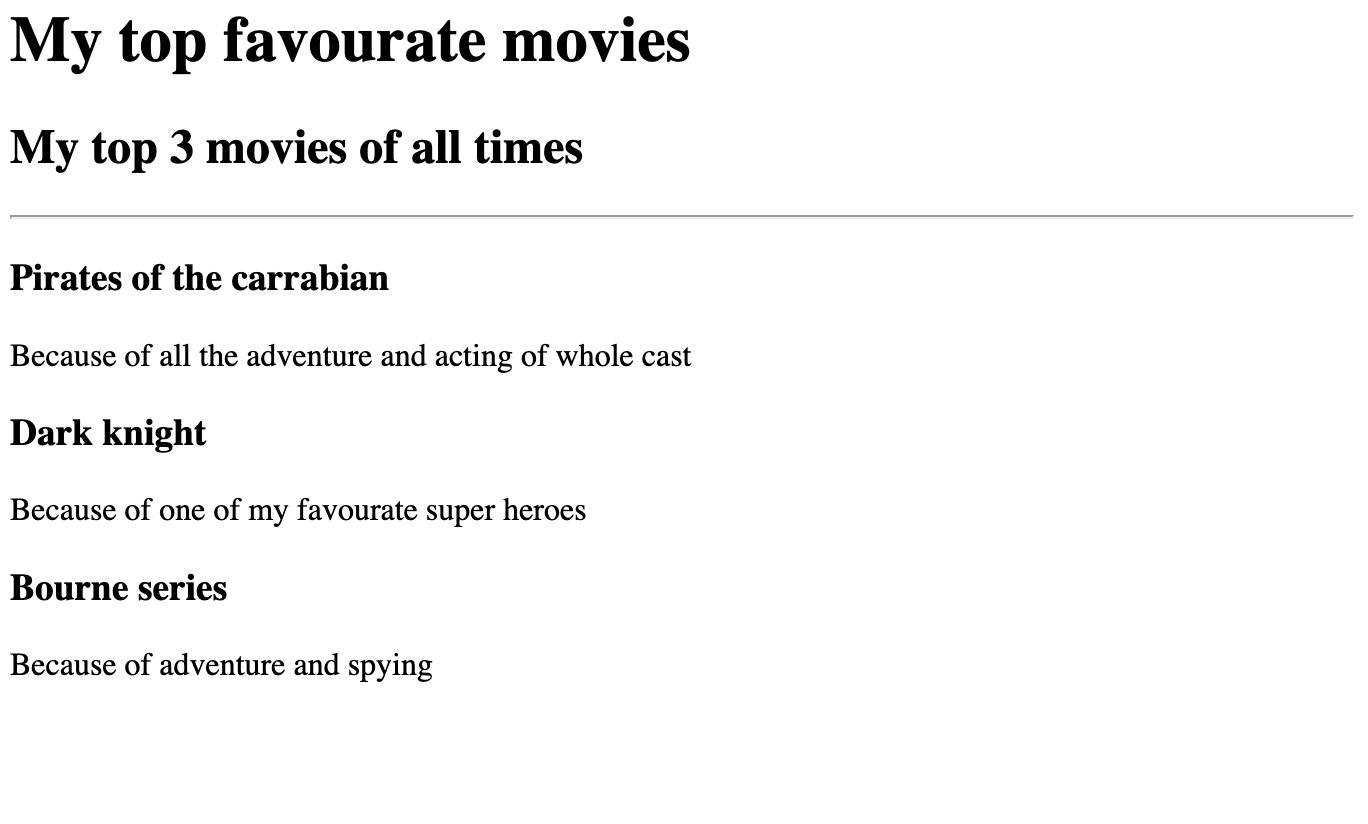 My top favourate movies
My top 3 movies of all times
Pirates of the carrabian
Because of all the adventure and acting of whole cast
Dark knight
Because of one of my favourate super heroes
Bourne series
Because of adventure and spying